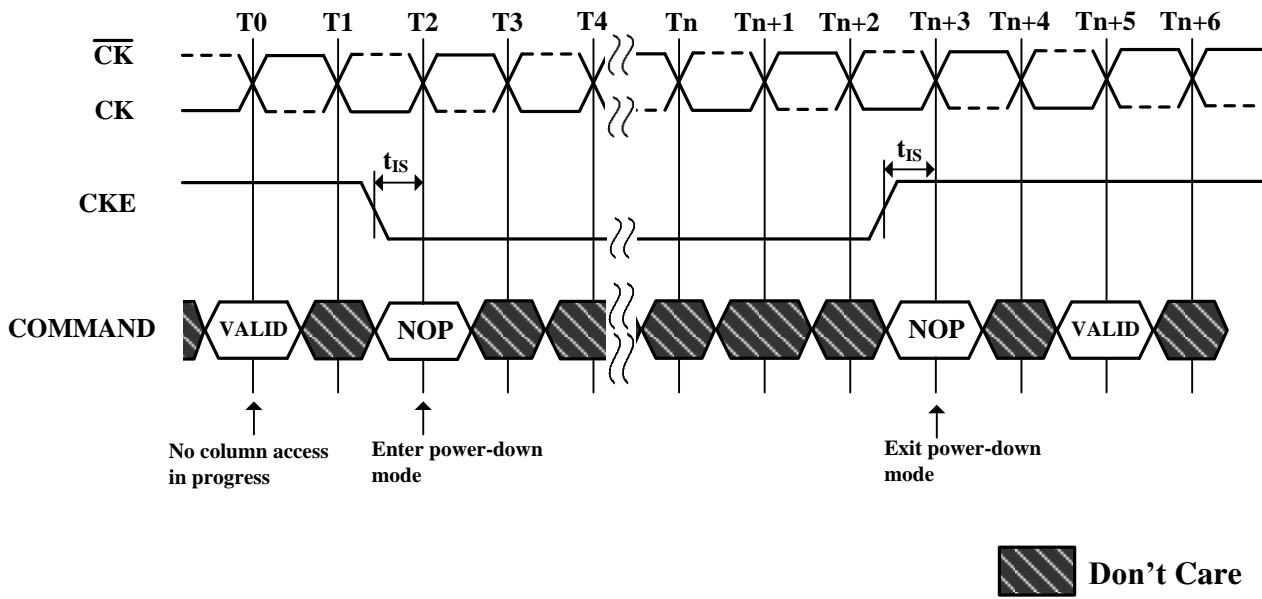 T0 T1 T2 T3 T4 Tn Tn+1 Tn+2 Tn+3 Tn+4 Tn+5 Tn+6
CK
CK
tIS tIS
CKE
COMMAND VALID NOP NOP VALID
No column access
in progress
Enter power-down
mode
Exit power-down
mode
Don't Care